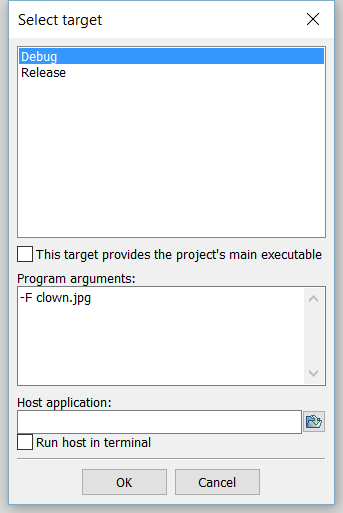 Select target
Debug
Release
This target provides the project's main executable
Program arguments:
-F clown.jpg
Host application:
Run host in terminal
OK
Cancel